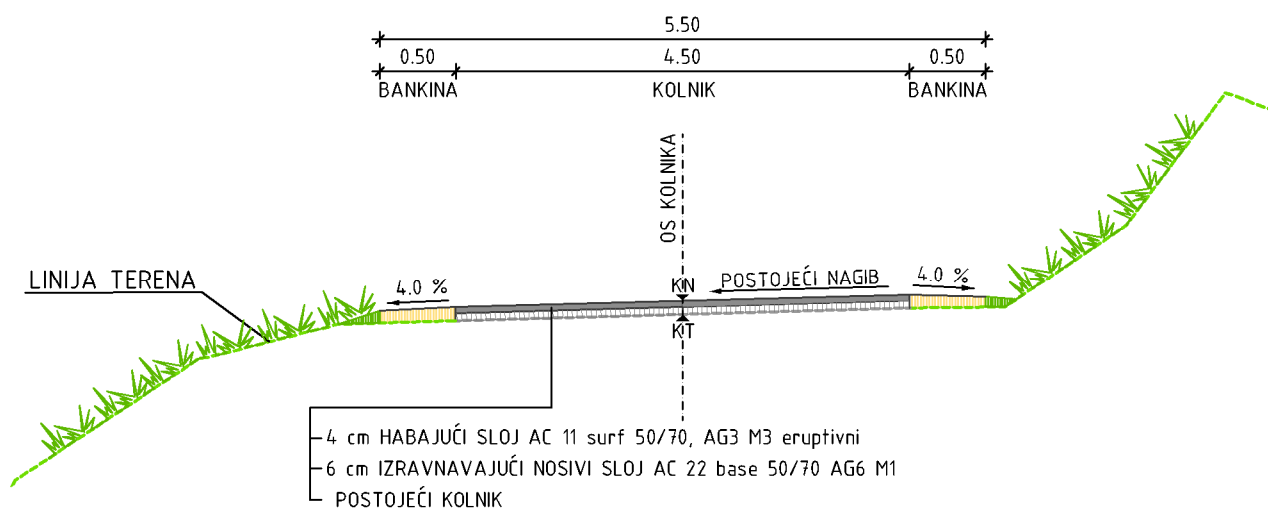 5.50
0.50 4.50 0.50
BANKINA KOLNIK BANKINA
OS KOLNIKA
LINIJA TERENA
4.0 % KN POSTOJEĆI NAGIB 4.0 %
KT
4 cm HABAJUĆI SLOJ AC 11 surf 50/70, AG3 M3 eruptivni
6 cm IZRAVNAVAJUĆI NOSIVI SLOJ AC 22 base 50/70 AG6 M1
POSTOJEĆI KOLNIK